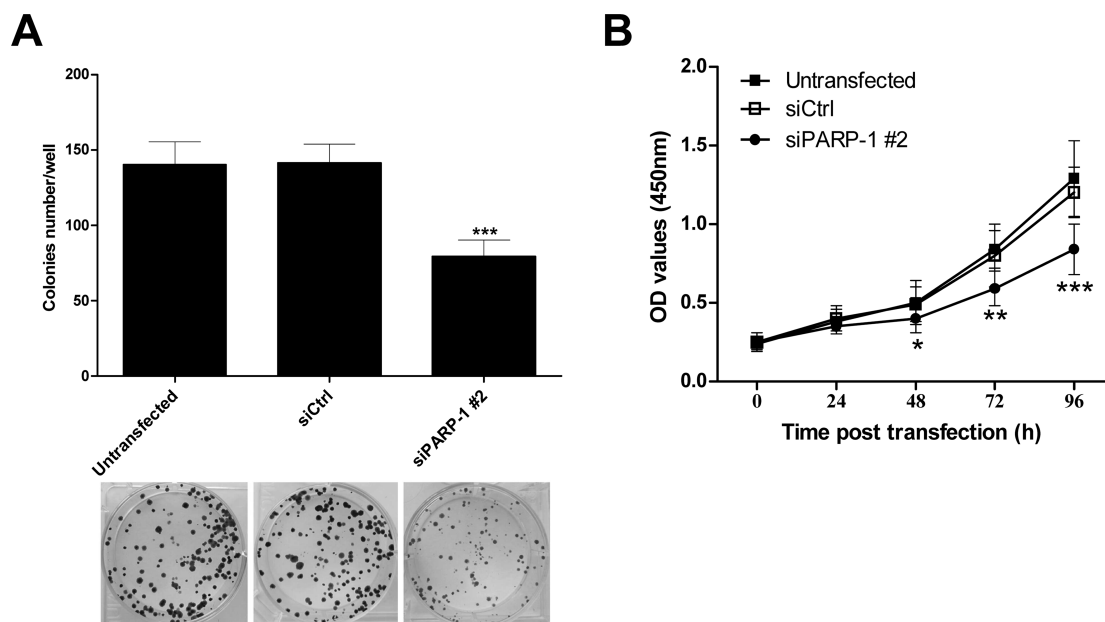 A
Colonies number/well
200
150
100
50
0
***
Untransfected
siCtrl
siPARP-1 #2
B
OD values (450nm)
2.0
1.5
1.0
0.5
0.0
Untransfected
siCtrl
siPARP-1 #2
*
**
***
0 24 48 72 96
Time post transfection (h)